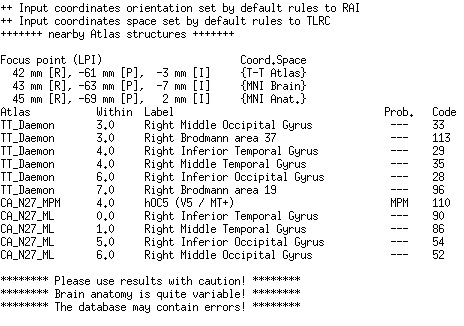 ++ Input coordinates orientation set by default rules to RAI
++ Input coordinates space set by default rules to TLRC
+++++++ nearby Atlas structures +++++++
Focus point (LPI) Coord.Space
42 mm [R], -61 mm [P], -3 mm [I] {T-T Atlas}
43 mm [R], -63 mm [P], -7 mm [I] {MNI Brain}
45 mm [R], -69 mm [P], 2 mm [I] {MNI Anat.}
Atlas Within Label Prob. Code
TT_Daemon 3.0 Right Middle Occipital Gyrus --- 33
TT_Daemon 3.0 Right Brodmann area 37 --- 113
TT_Daemon 4.0 Right Inferior Temporal Gyrus --- 29
TT_Daemon 4.0 Right Middle Temporal Gyrus --- 35
TT_Daemon 6.0 Right Inferior Occipital Gyrus --- 28
TT_Daemon 7.0 Right Brodmann area 19 --- 96
CA_N27_MPM 4.0 hOC5 (V5 / MT+) MPM 110
CA_N27_ML 0.0 Right Inferior Temporal Gyrus --- 90
CA_N27_ML 1.0 Right Middle Temporal Gyrus --- 86
CA_N27_ML 5.0 Right Inferior Occipital Gyrus --- 54
CA_N27_ML 6.0 Right Middle Occipital Gyrus --- 52
******** Please use results with caution! ********
******** Brain anatomy is quite variable! ********
******** The database may contain errors! ********